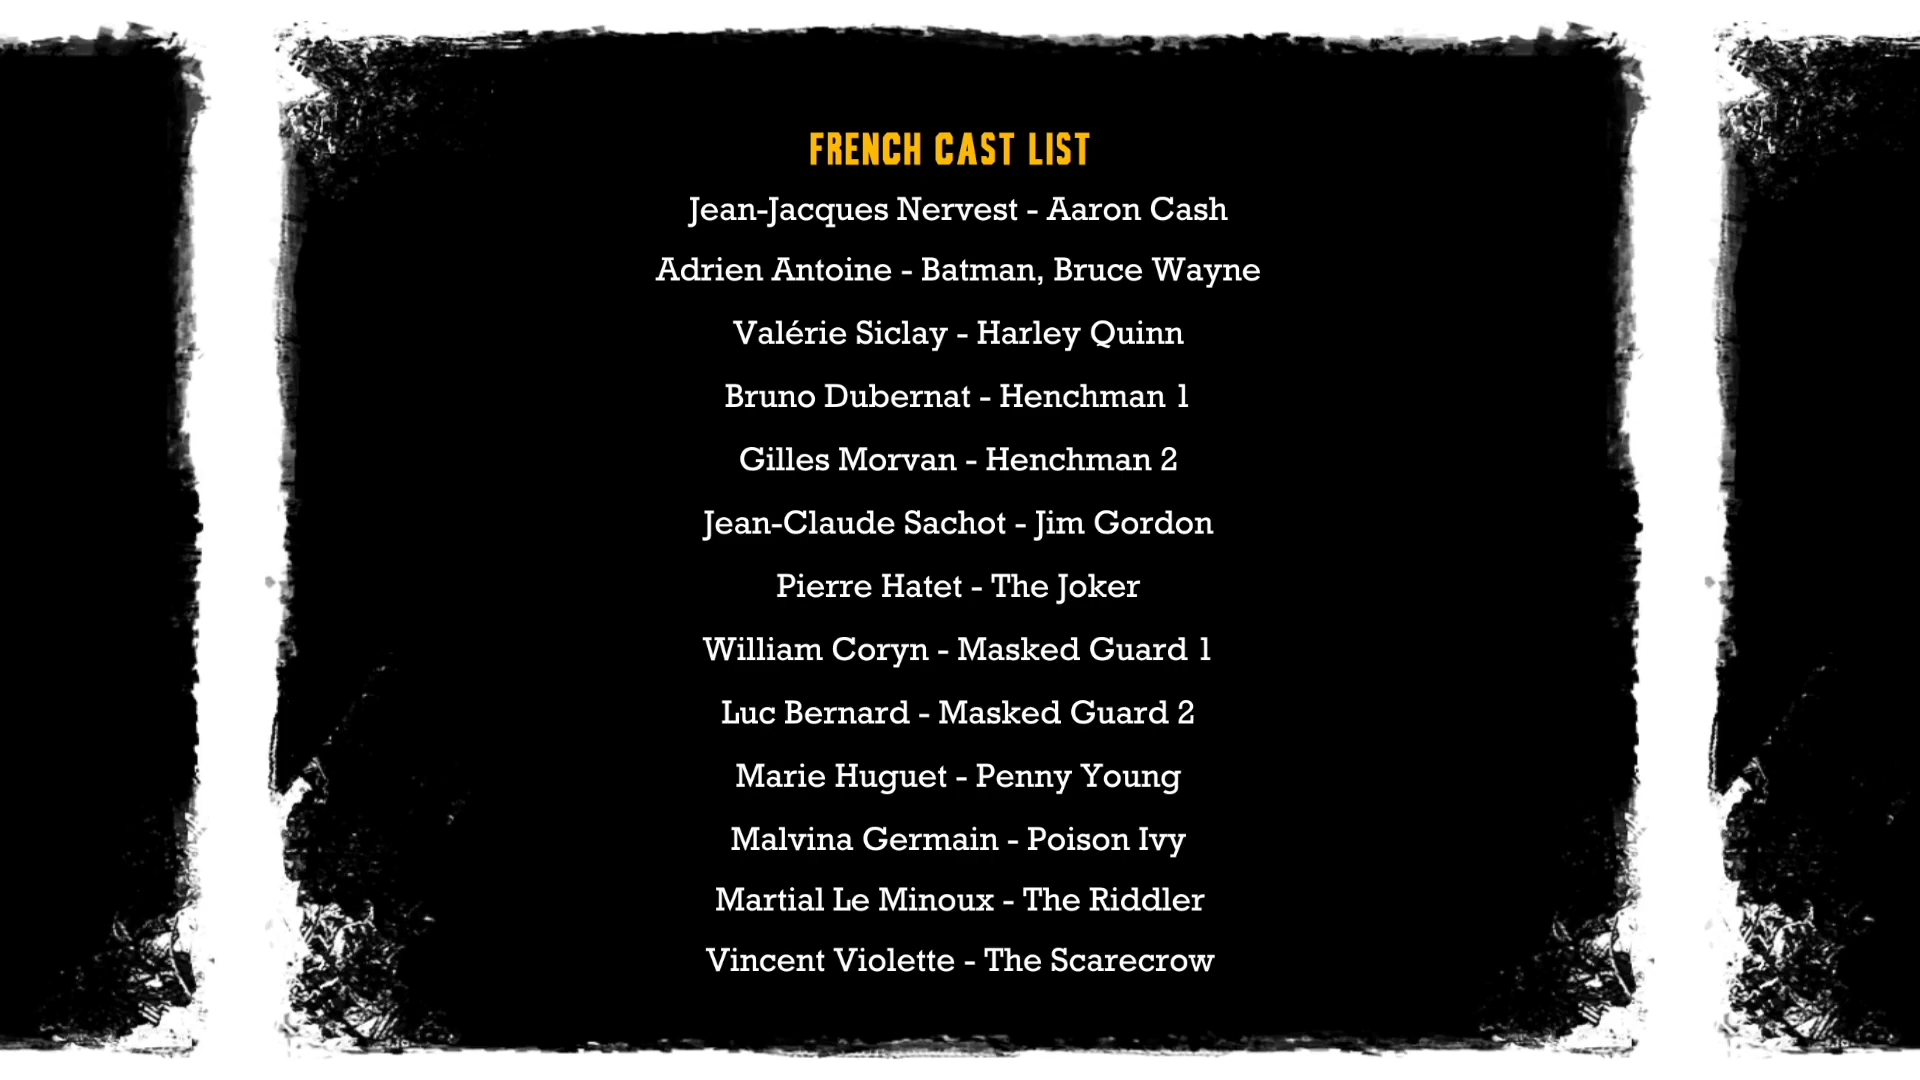 FRENCH CAST LIST
Jean-Jacques Nervest - Aaron Cash
Adrien Antoine - Batman, Bruce Wayne
Valérie Siclay - Harley Quinn
Bruno Dubernat - Henchman 1
Gilles Morvan - Henchman 2
Jean-Claude Sachot - Jim Gordon
Pierre Hatet - The Joker
William Coryn - Masked Guard 1
Luc Bernard - Masked Guard 2
Marie Huguet - Penny Young
Malvina Germain - Poison Ivy
Martial Le Minoux - The Riddler
Vincent Violette - The Scarecrow